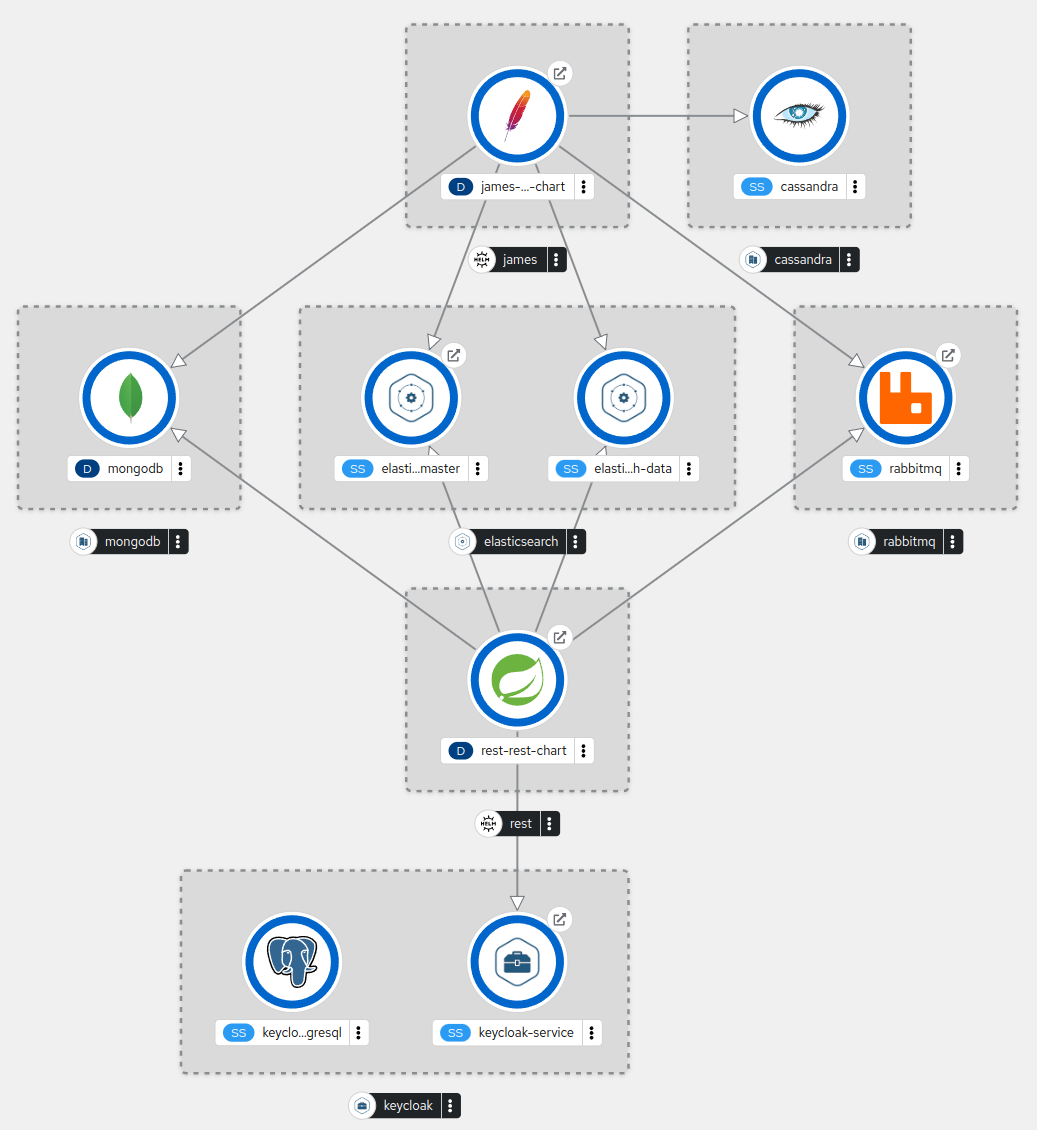 D james-...-chart
SS cassandra
HELM james
cassandra
D mongodb
SS elasti...master
SS elasti...h-data
SS rabbitmq
mongodb
elasticsearch
rabbitmq
D rest-rest-chart
HELM rest
SS keyclo...gresql
SS keycloak-service
keycloak